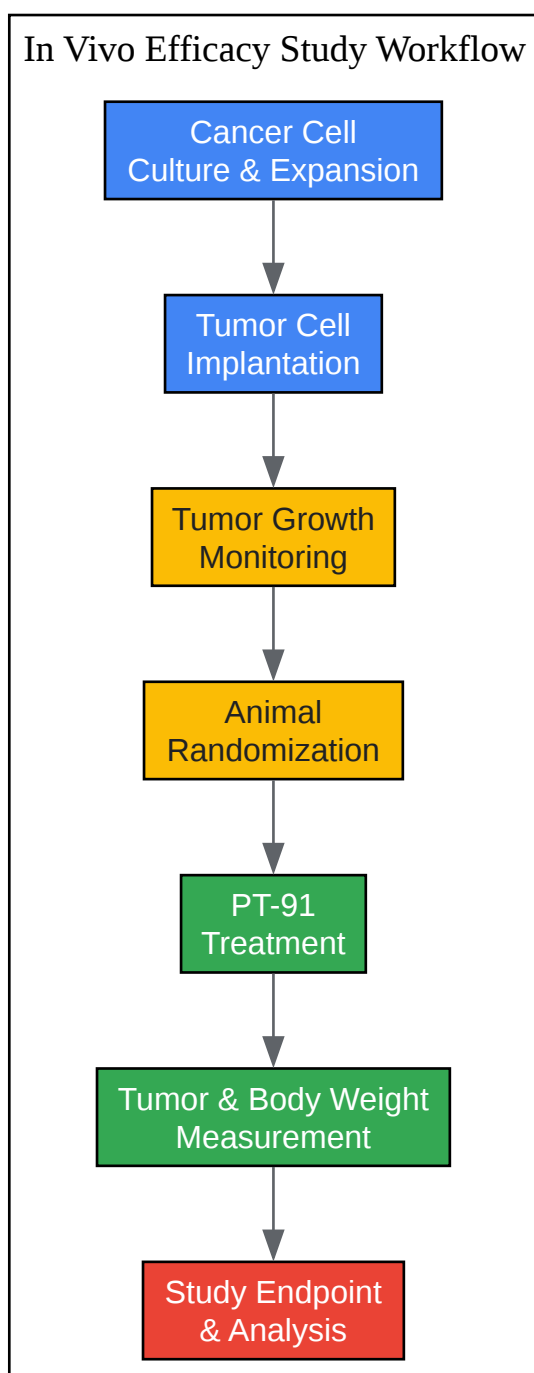 In Vivo Efficacy Study Workflow
Cancer Cell
Culture & Expansion
Tumor Cell
Implantation
Tumor Growth
Monitoring
Animal
Randomization
PT-91
Treatment
Tumor & Body Weight
Measurement
Study Endpoint
& Analysis